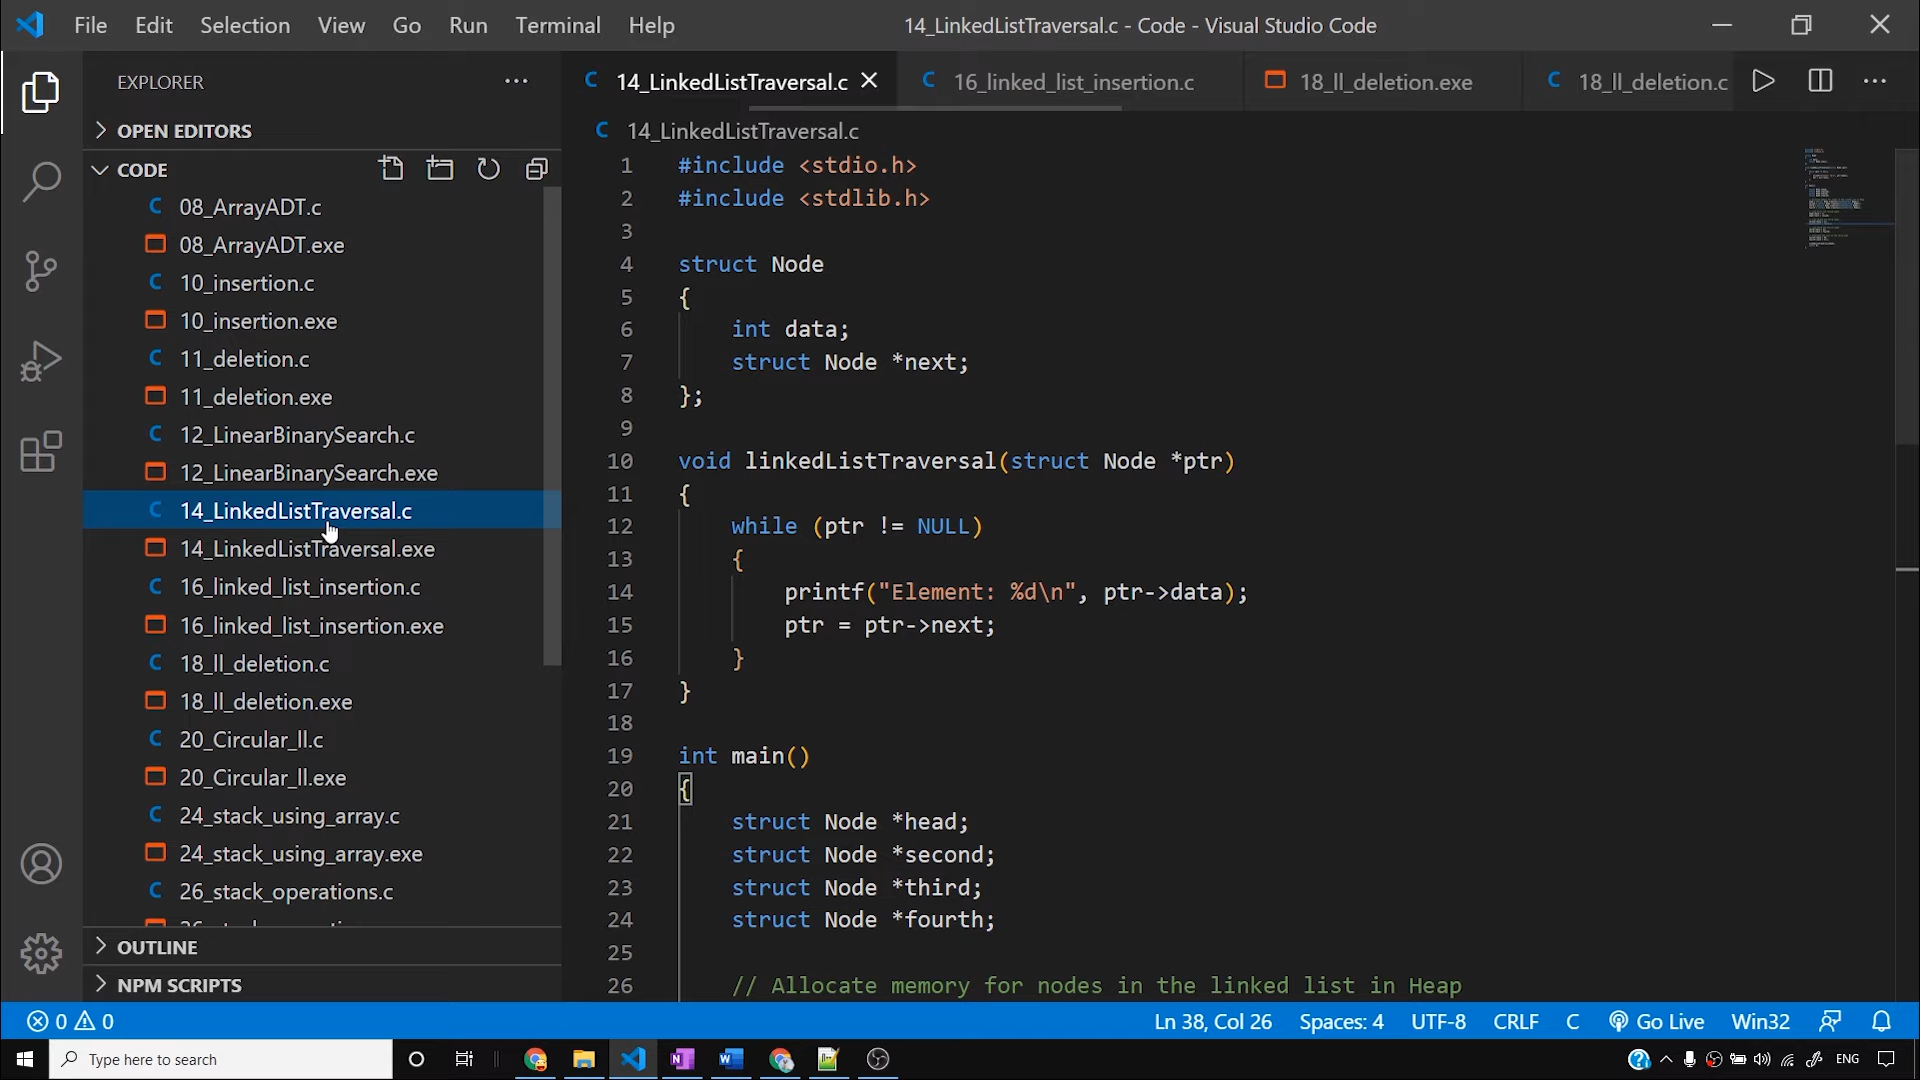 File Edit Selection View Go Run Terminal Help 14_LinkedListTraversal.c - Code - Visual Studio Code
EXPLORER
OPEN EDITORS
CODE
08_ArrayADT.c
08_ArrayADT.exe
10_insertion.c
10_insertion.exe
11_deletion.c
11_deletion.exe
12_LinearBinarySearch.c
12_LinearBinarySearch.exe
14_LinkedListTraversal.c
14_LinkedListTraversal.exe
16_linked_list_insertion.c
16_linked_list_insertion.exe
18_ll_deletion.c
18_ll_deletion.exe
20_Circular_ll.c
20_Circular_ll.exe
24_stack_using_array.c
24_stack_using_array.exe
26_stack_operations.c
OUTLINE
NPM SCRIPTS
C 14_LinkedListTraversal.c C 16_linked_list_insertion.c 18_ll_deletion.exe C 18_ll_deletion.c
C 14_LinkedListTraversal.c
1 #include <stdio.h>
2 #include <stdlib.h>
3
4 struct Node
5 {
6 int data;
7 struct Node *next;
8 };
9
10 void linkedListTraversal(struct Node *ptr)
11 {
12 while (ptr != NULL)
13 {
14 printf("Element: %d\n", ptr->data);
15 ptr = ptr->next;
16 }
17 }
18
19 int main()
20 {
21 struct Node *head;
22 struct Node *second;
23 struct Node *third;
24 struct Node *fourth;
25
26 // Allocate memory for nodes in the linked list in Heap
0 0 Ln 38, Col 26 Spaces: 4 UTF-8 CRLF C Go Live Win32
Type here to search ENG